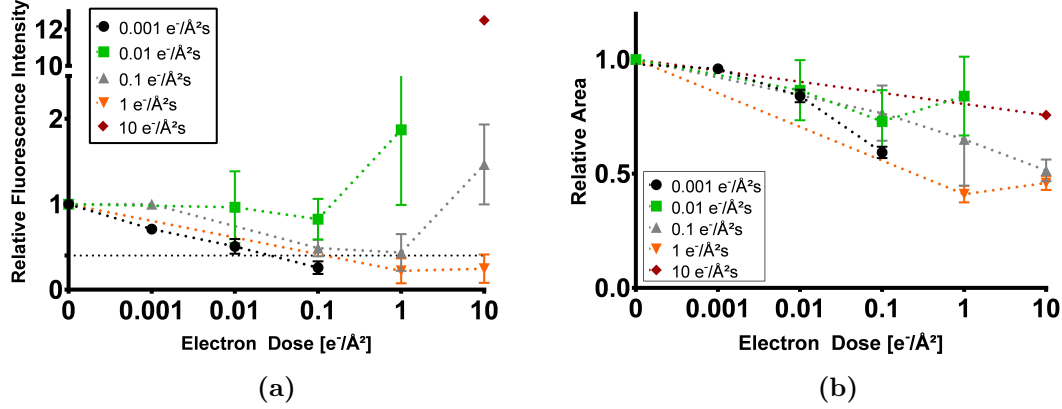 Relative Fluorescence Intensity
12
10
2
1
0
0.001 e⁻/Å²s
0.01 e⁻/Å²s
0.1 e⁻/Å²s
1 e⁻/Å²s
10 e⁻/Å²s
0 0.001 0.01 0.1 1 10
Electron Dose [e⁻/Å²]
(a)
Relative Area
1.0
0.5
0.0
0.001 e⁻/Å²s
0.01 e⁻/Å²s
0.1 e⁻/Å²s
1 e⁻/Å²s
10 e⁻/Å²s
0 0.001 0.01 0.1 1 10
Electron Dose [e⁻/Å²]
(b)